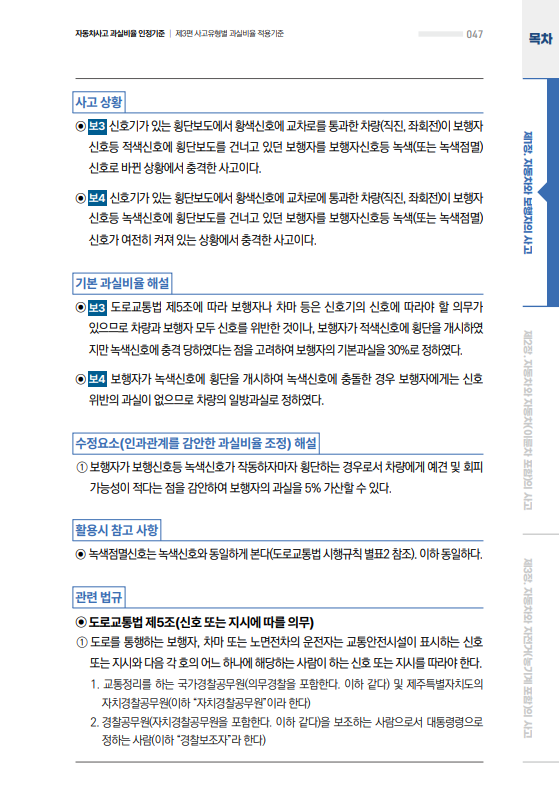 자동차사고 과실비율 인정기준 | 제3편 사고유형별 과실비율 적용기준
047
목차
사고 상황
◉ 보3 신호기가 있는 횡단보도에서 황색신호에 교차로를 통과한 차량(직진, 좌회전)이 보행자
신호등 적색신호에 횡단보도를 건너고 있던 보행자를 보행자신호등 녹색(또는 녹색점멸)
신호로 바뀐 상황에서 충격한 사고이다.
◉ 보4 신호기가 있는 횡단보도에서 황색신호에 교차로에 통과한 차량(직진, 좌회전)이 보행자
신호등 녹색신호에 횡단보도를 건너고 있던 보행자를 보행자신호등 녹색(또는 녹색점멸)
신호가 여전히 켜져 있는 상황에서 충격한 사고이다.
기본 과실비율 해설
◉ 보3 도로교통법 제5조에 따라 보행자나 차마 등은 신호기의 신호에 따라야 할 의무가
있으므로 차량과 보행자 모두 신호를 위반한 것이나, 보행자가 적색신호에 횡단을 개시하였
지만 녹색신호에 충격 당하였다는 점을 고려하여 보행자의 기본과실을 30%로 정하였다.
◉ 보4 보행자가 녹색신호에 횡단을 개시하여 녹색신호에 충돌한 경우 보행자에게는 신호
위반의 과실이 없으므로 차량의 일방과실로 정하였다.
수정요소(인과관계를 감안한 과실비율 조정) 해설
① 보행자가 보행신호등 녹색신호가 작동하자마자 횡단하는 경우로서 차량에게 예견 및 회피
가능성이 적다는 점을 감안하여 보행자의 과실을 5% 가산할 수 있다.
활용시 참고 사항
◉ 녹색점멸신호는 녹색신호와 동일하게 본다(도로교통법 시행규칙 별표2 참조). 이하 동일하다.
관련 법규
◉ 도로교통법 제5조(신호 또는 지시에 따를 의무)
① 도로를 통행하는 보행자, 차마 또는 노면전차의 운전자는 교통안전시설이 표시하는 신호
또는 지시와 다음 각 호의 어느 하나에 해당하는 사람이 하는 신호 또는 지시를 따라야 한다.
1. 교통정리를 하는 국가경찰공무원(의무경찰을 포함한다. 이하 같다) 및 제주특별자치도의
자치경찰공무원(이하 "자치경찰공무원"이라 한다)
2. 경찰공무원(자치경찰공무원을 포함한다. 이하 같다)을 보조하는 사람으로서 대통령령으로
정하는 사람(이하 "경찰보조자"라 한다)
제1장. 자동차와 보행자의 사고
제2장. 자동차와 자동차(이륜차 포함)의 사고
제3장. 자동차와 자전거(농기계 포함)의 사고